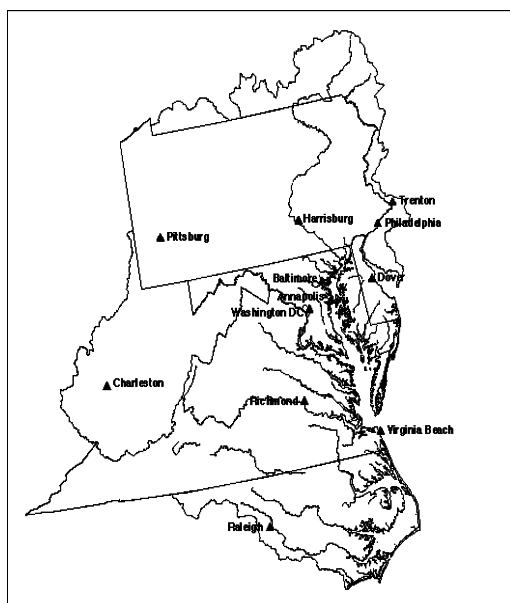 Trenton
Harrisburg
Philadelphia
Pittsburg
Baltimore
Dover
Annapolis
Washington DC
Charleston
Richmond
Virginia Beach
Raleigh